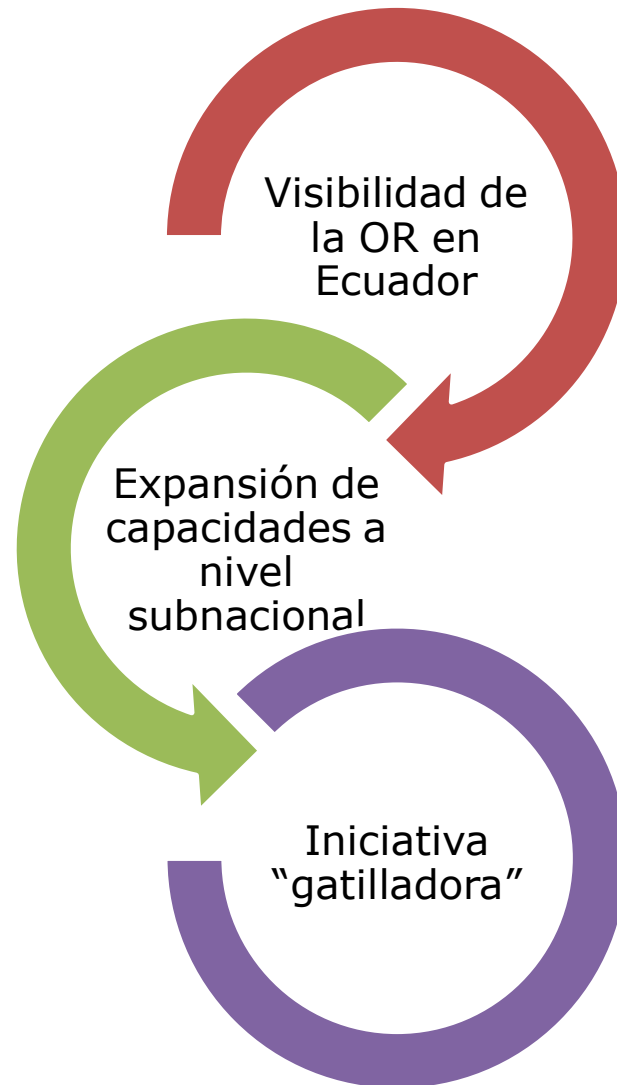 Visibilidad de
la OR en
Ecuador
Expansión de
capacidades a
nivel
subnacional
Iniciativa
“gatilladora”